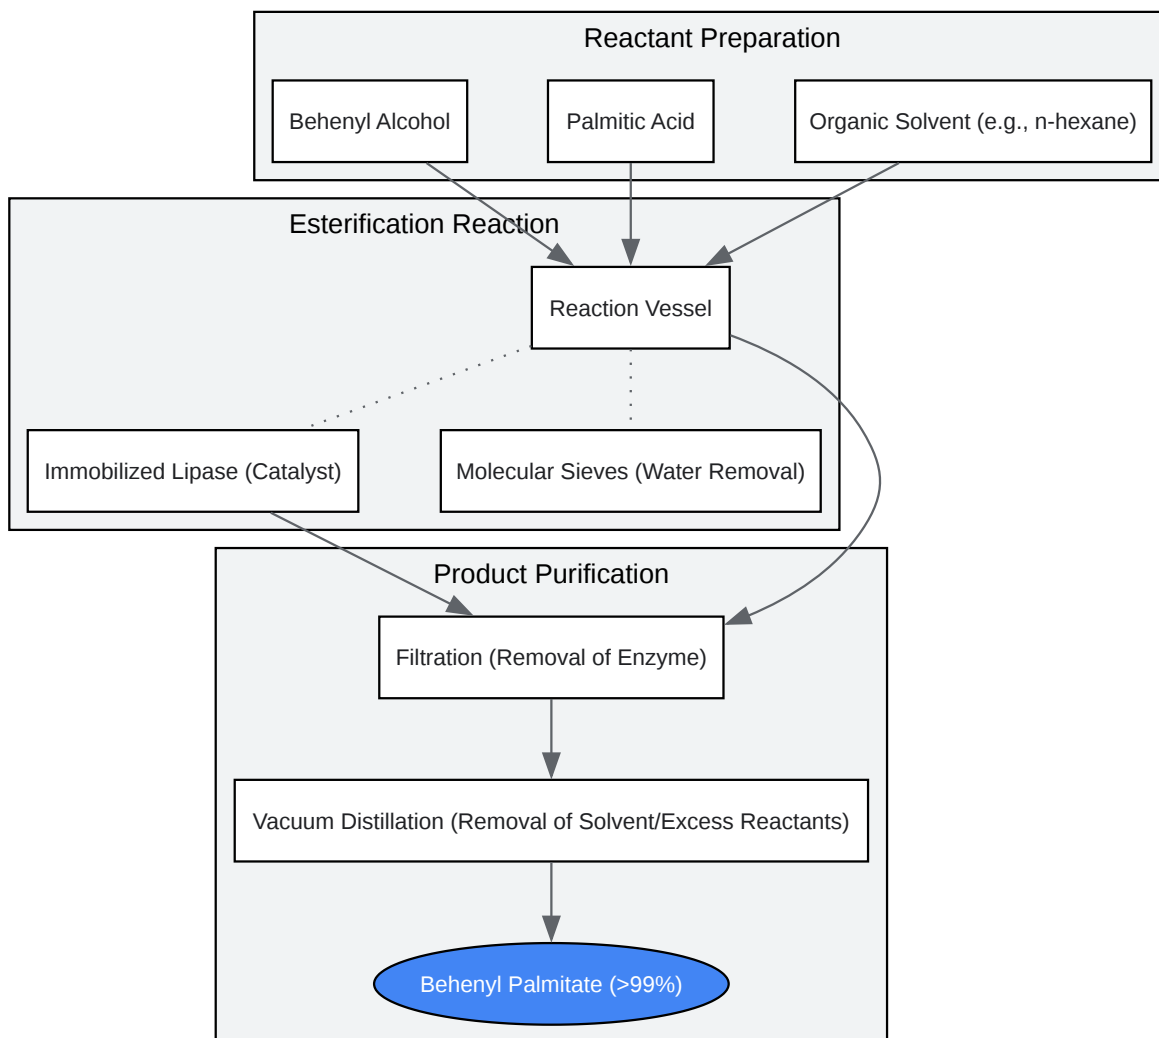 Reactant Preparation
Behenyl Alcohol
Palmitic Acid
Organic Solvent (e.g., n-hexane)
Esterification Reaction
Reaction Vessel
Immobilized Lipase (Catalyst)
Molecular Sieves (Water Removal)
Product Purification
Filtration (Removal of Enzyme)
Vacuum Distillation (Removal of Solvent/Excess Reactants)
Behenyl Palmitate (>99%)